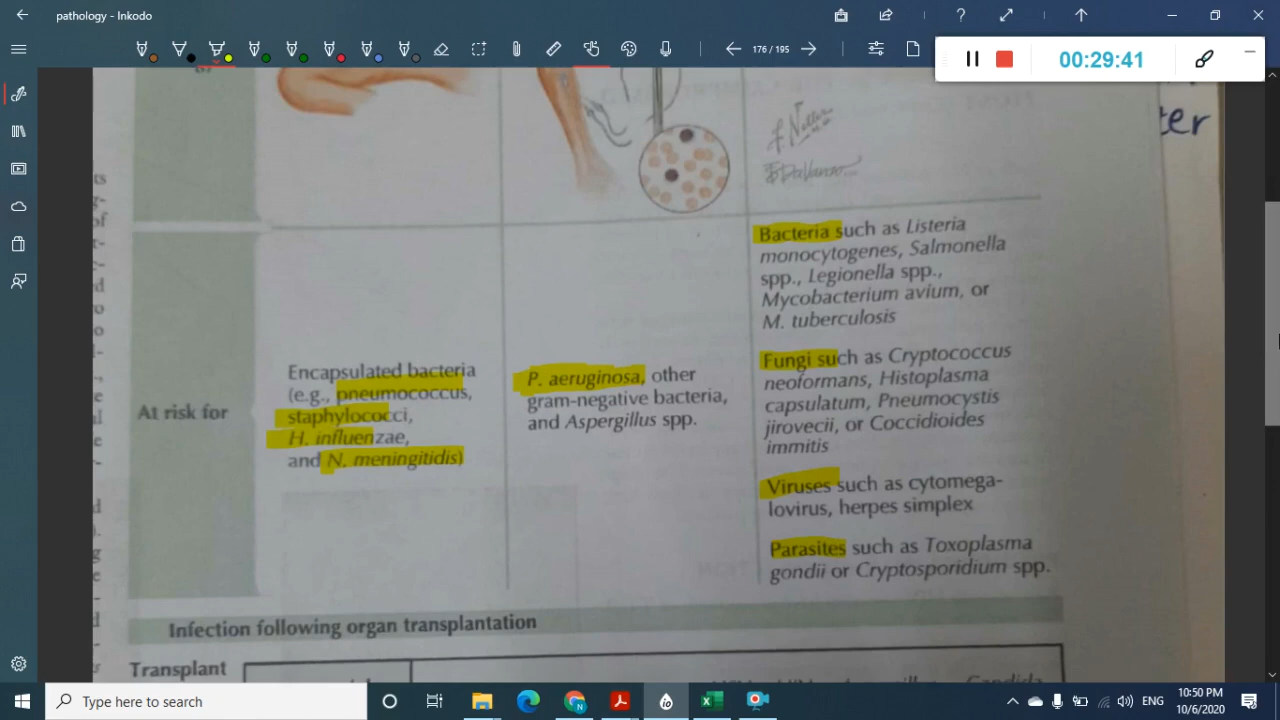 pathology - Inkodo
176 / 195
00:29:41
ter
F. Netter
ts
g-
of
t-
e-
d
o
o
l-
e
al
e
d
).
g
e
d
-
s
At risk for
Encapsulated bacteria
(e.g., pneumococcus,
staphylococci,
H. influenzae,
and N. meningitidis)
P. aeruginosa, other
gram-negative bacteria,
and Aspergillus spp.
Bacteria such as Listeria
monocytogenes, Salmonella
spp., Legionella spp.,
Mycobacterium avium, or
M. tuberculosis
Fungi such as Cryptococcus
neoformans, Histoplasma
capsulatum, Pneumocystis
jirovecii, or Coccidioides
immitis
Viruses such as cytomega-
lovirus, herpes simplex
Parasites such as Toxoplasma
gondii or Cryptosporidium spp.
Infection following organ transplantation
Transplant
Type here to search
ENG
10:50 PM
10/6/2020